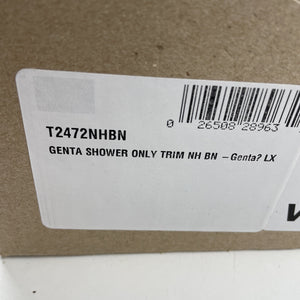 T2472NHBN
0 26508 28963
GENTA SHOWER ONLY TRIM NH BN – Genta? LX